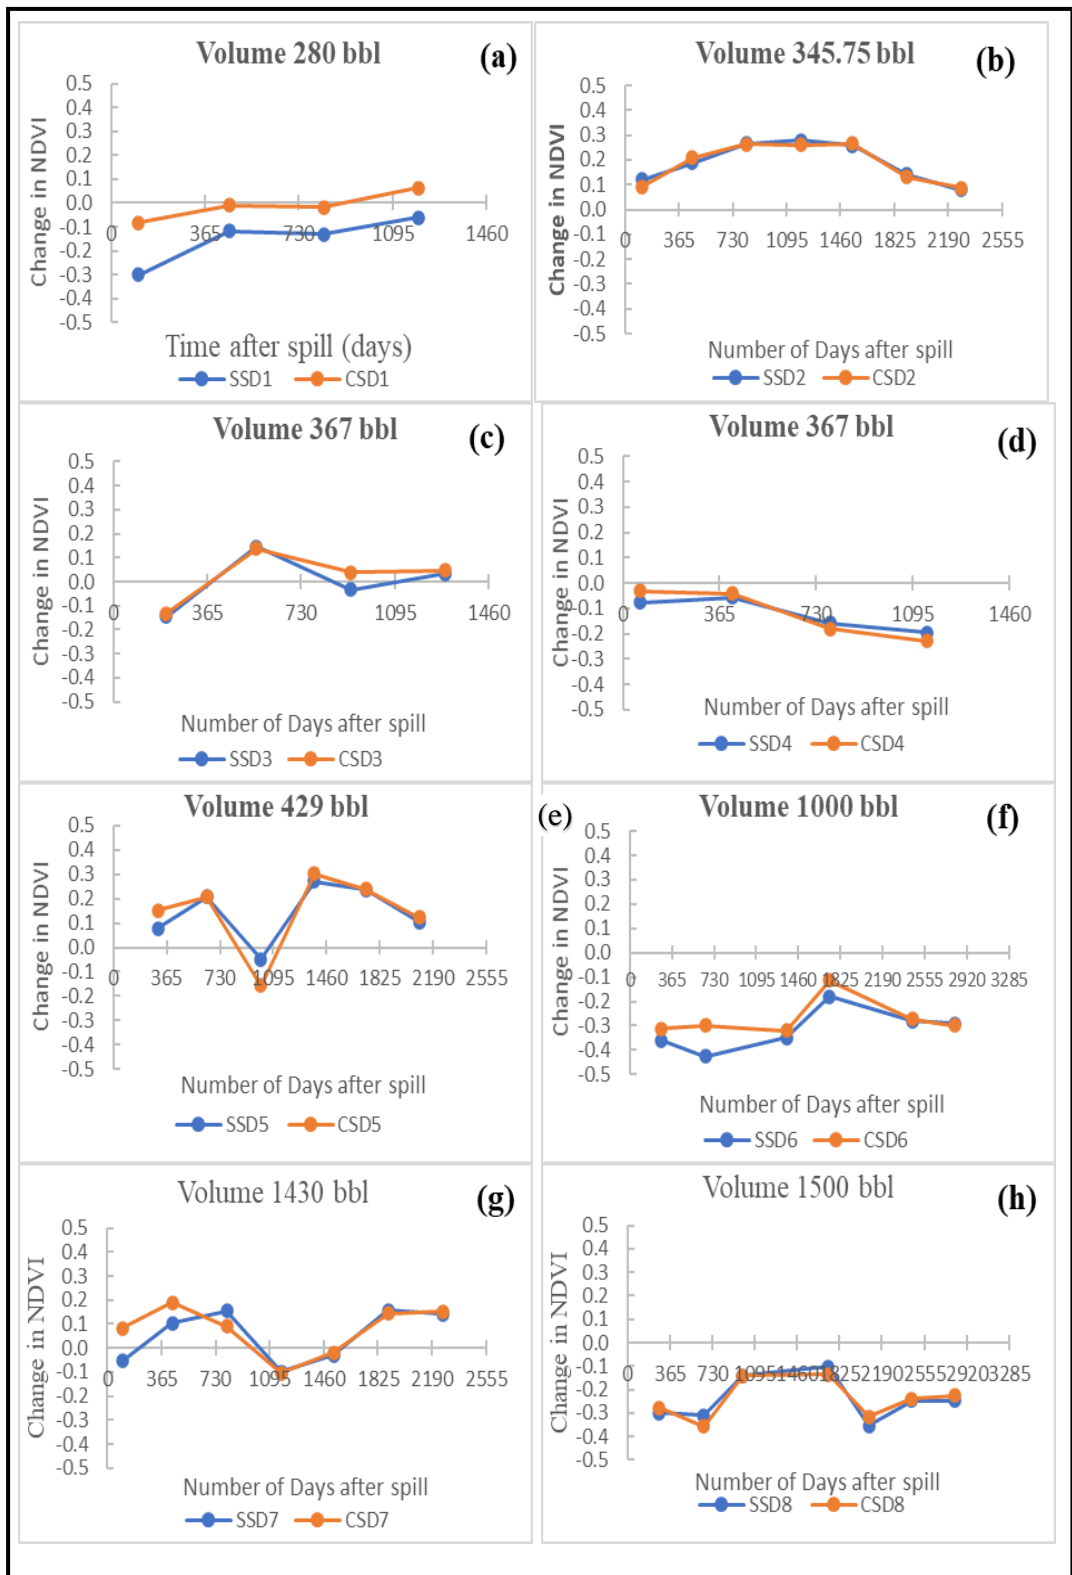 Volume 280 bbl (a)
0.5
0.4
0.3
0.2
0.1
0.0
-0.1
-0.2
-0.3
-0.4
-0.5
Change in NDVI
0 365 730 1095 1460
Time after spill (days)
SSD1 CSD1
Volume 345.75 bbl (b)
0.5
0.4
0.3
0.2
0.1
0.0
-0.1
-0.2
-0.3
-0.4
-0.5
Change in NDVI
0 365 730 1095 1460 1825 2190 2555
Number of Days after spill
SSD2 CSD2
Volume 367 bbl (c)
0.5
0.4
0.3
0.2
0.1
0.0
-0.1
-0.2
-0.3
-0.4
-0.5
Change in NDVI
0 365 730 1095 1460
Number of Days after spill
SSD3 CSD3
Volume 367 bbl (d)
0.5
0.4
0.3
0.2
0.1
0.0
-0.1
-0.2
-0.3
-0.4
-0.5
Change in NDVI
0 365 730 1095 1460
Number of Days after spill
SSD4 CSD4
Volume 429 bbl (e)
0.5
0.4
0.3
0.2
0.1
0.0
-0.1
-0.2
-0.3
-0.4
-0.5
Change in NDVI
0 365 730 1095 1460 1825 2190 2555
Number of Days after spill
SSD5 CSD5
Volume 1000 bbl (f)
0.5
0.4
0.3
0.2
0.1
0.0
-0.1
-0.2
-0.3
-0.4
-0.5
Change in NDVI
0 365 730 1095 1460 1825 2190 2555 2920 3285
Number of Days after spill
SSD6 CSD6
Volume 1430 bbl (g)
0.5
0.4
0.3
0.2
0.1
0.0
-0.1
-0.2
-0.3
-0.4
-0.5
Change in NDVI
0 365 730 1095 1460 1825 2190 2555
Number of Days after spill
SSD7 CSD7
Volume 1500 bbl (h)
0.5
0.4
0.3
0.2
0.1
0.0
-0.1
-0.2
-0.3
-0.4
-0.5
Change in NDVI
0 365 730 1095 1460 1825 2190 2555 2920 3285
Number of Days after spill
SSD8 CSD8